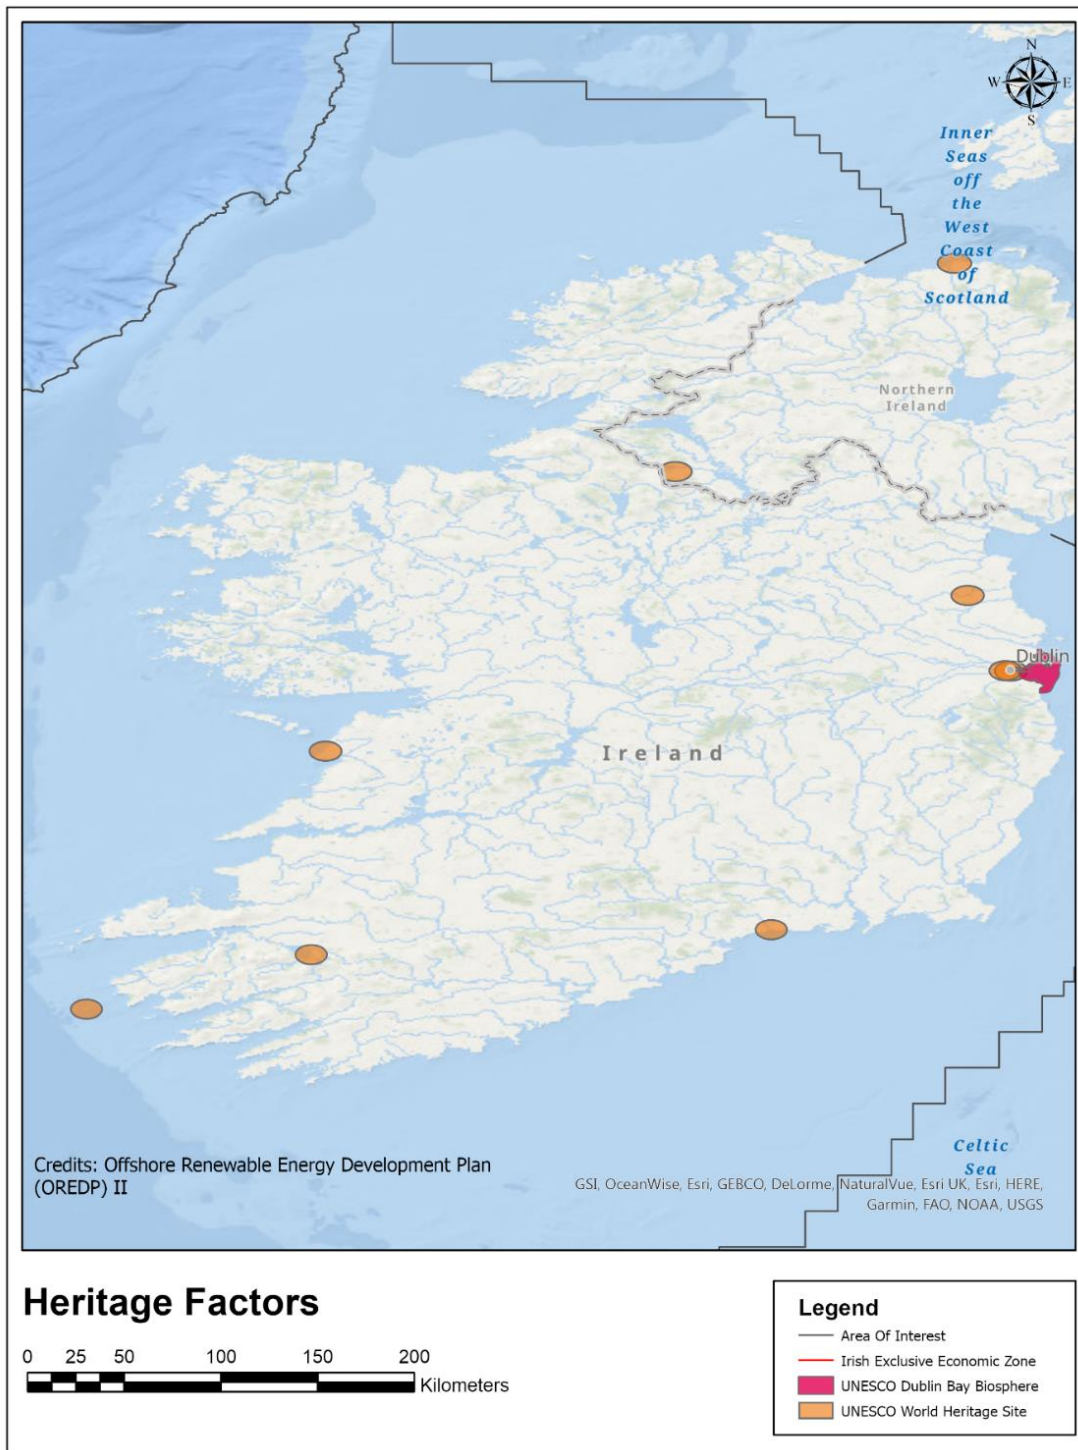 N
W E
S
Inner
Seas
off
the
West
Coast
of
Scotland
Northern
Ireland
Dublin
Ireland
Celtic
Sea
Credits: Offshore Renewable Energy Development Plan
(OREDP) II
GSI, OceanWise, Esri, GEBCO, DeLorme, NaturalVue, Esri UK, Esri, HERE,
Garmin, FAO, NOAA, USGS
Heritage Factors
0 25 50 100 150 200
Kilometers
Legend
Area Of Interest
Irish Exclusive Economic Zone
UNESCO Dublin Bay Biosphere
UNESCO World Heritage Site